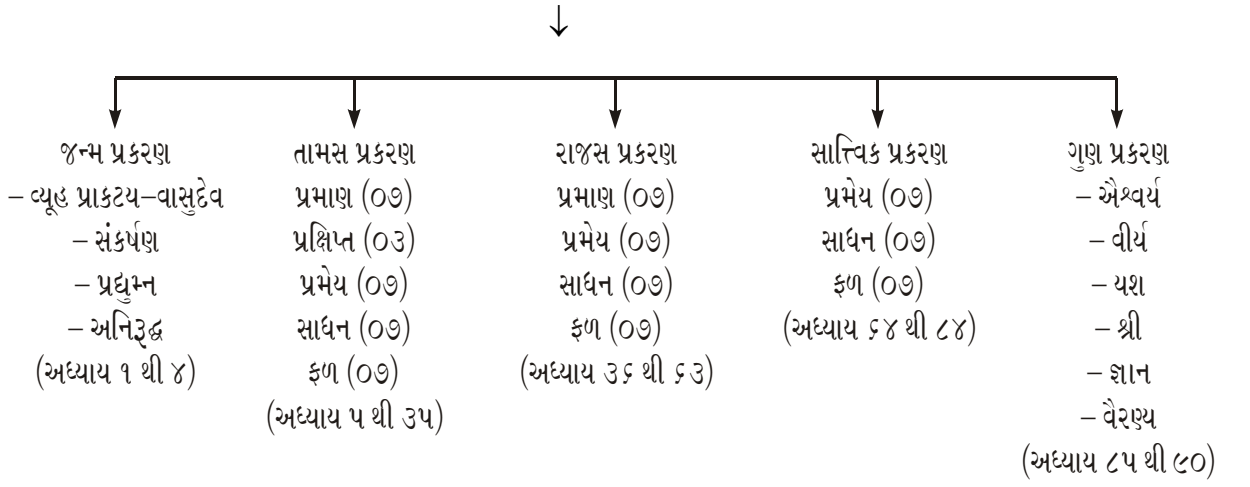 જન્મ પ્રકરણ
– વ્યૂહ પ્રાકટય–વાસુદેવ
– સંકર્ષણ
– પ્રદ્યુમ્ન
– અનિરૂદ્ધ
(અધ્યાય ૧ થી ૪)
તામસ પ્રકરણ
પ્રમાણ (૦૭)
પ્રક્ષિપ્ત (૦૩)
પ્રમેય (૦૭)
સાધન (૦૭)
ફળ (૦૭)
(અધ્યાય ૫ થી ૩૫)
રાજસ પ્રકરણ
પ્રમાણ (૦૭)
પ્રમેય (૦૭)
સાધન (૦૭)
ફળ (૦૭)
(અધ્યાય ૩૬ થી ૬૩)
સાત્ત્વિક પ્રકરણ
પ્રમેય (૦૭)
સાધન (૦૭)
ફળ (૦૭)
(અધ્યાય ૬૪ થી ૮૪)
ગુણ પ્રકરણ
– ઐશ્વર્ય
– વીર્ય
– યશ
– શ્રી
– જ્ઞાન
– વૈરણ્ય
(અધ્યાય ૮૫ થી ૯૦)